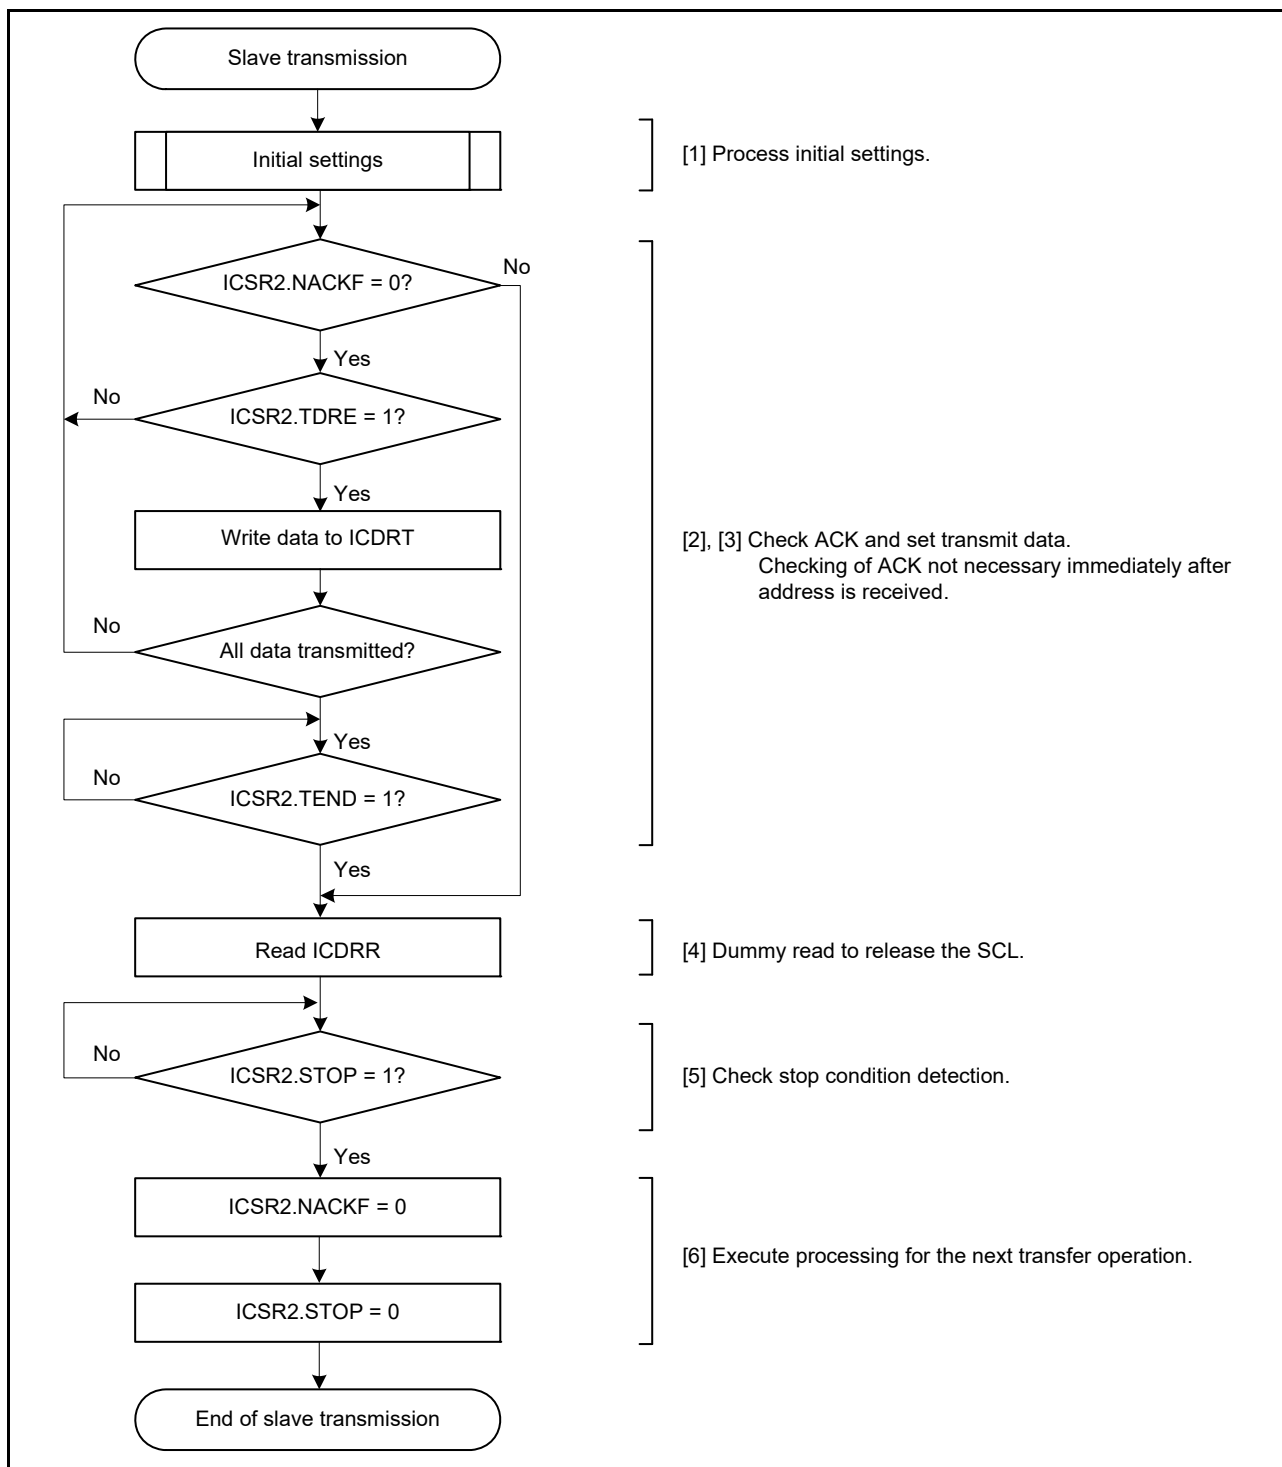 Slave transmission
Initial settings
[1] Process initial settings.
ICSR2.NACKF = 0?
No
Yes
No
ICSR2.TDRE = 1?
Yes
Write data to ICDRT
[2], [3] Check ACK and set transmit data.
Checking of ACK not necessary immediately after
address is received.
No
All data transmitted?
Yes
No
ICSR2.TEND = 1?
Yes
Read ICDRR
[4] Dummy read to release the SCL.
No
ICSR2.STOP = 1?
[5] Check stop condition detection.
Yes
ICSR2.NACKF = 0
[6] Execute processing for the next transfer operation.
ICSR2.STOP = 0
End of slave transmission